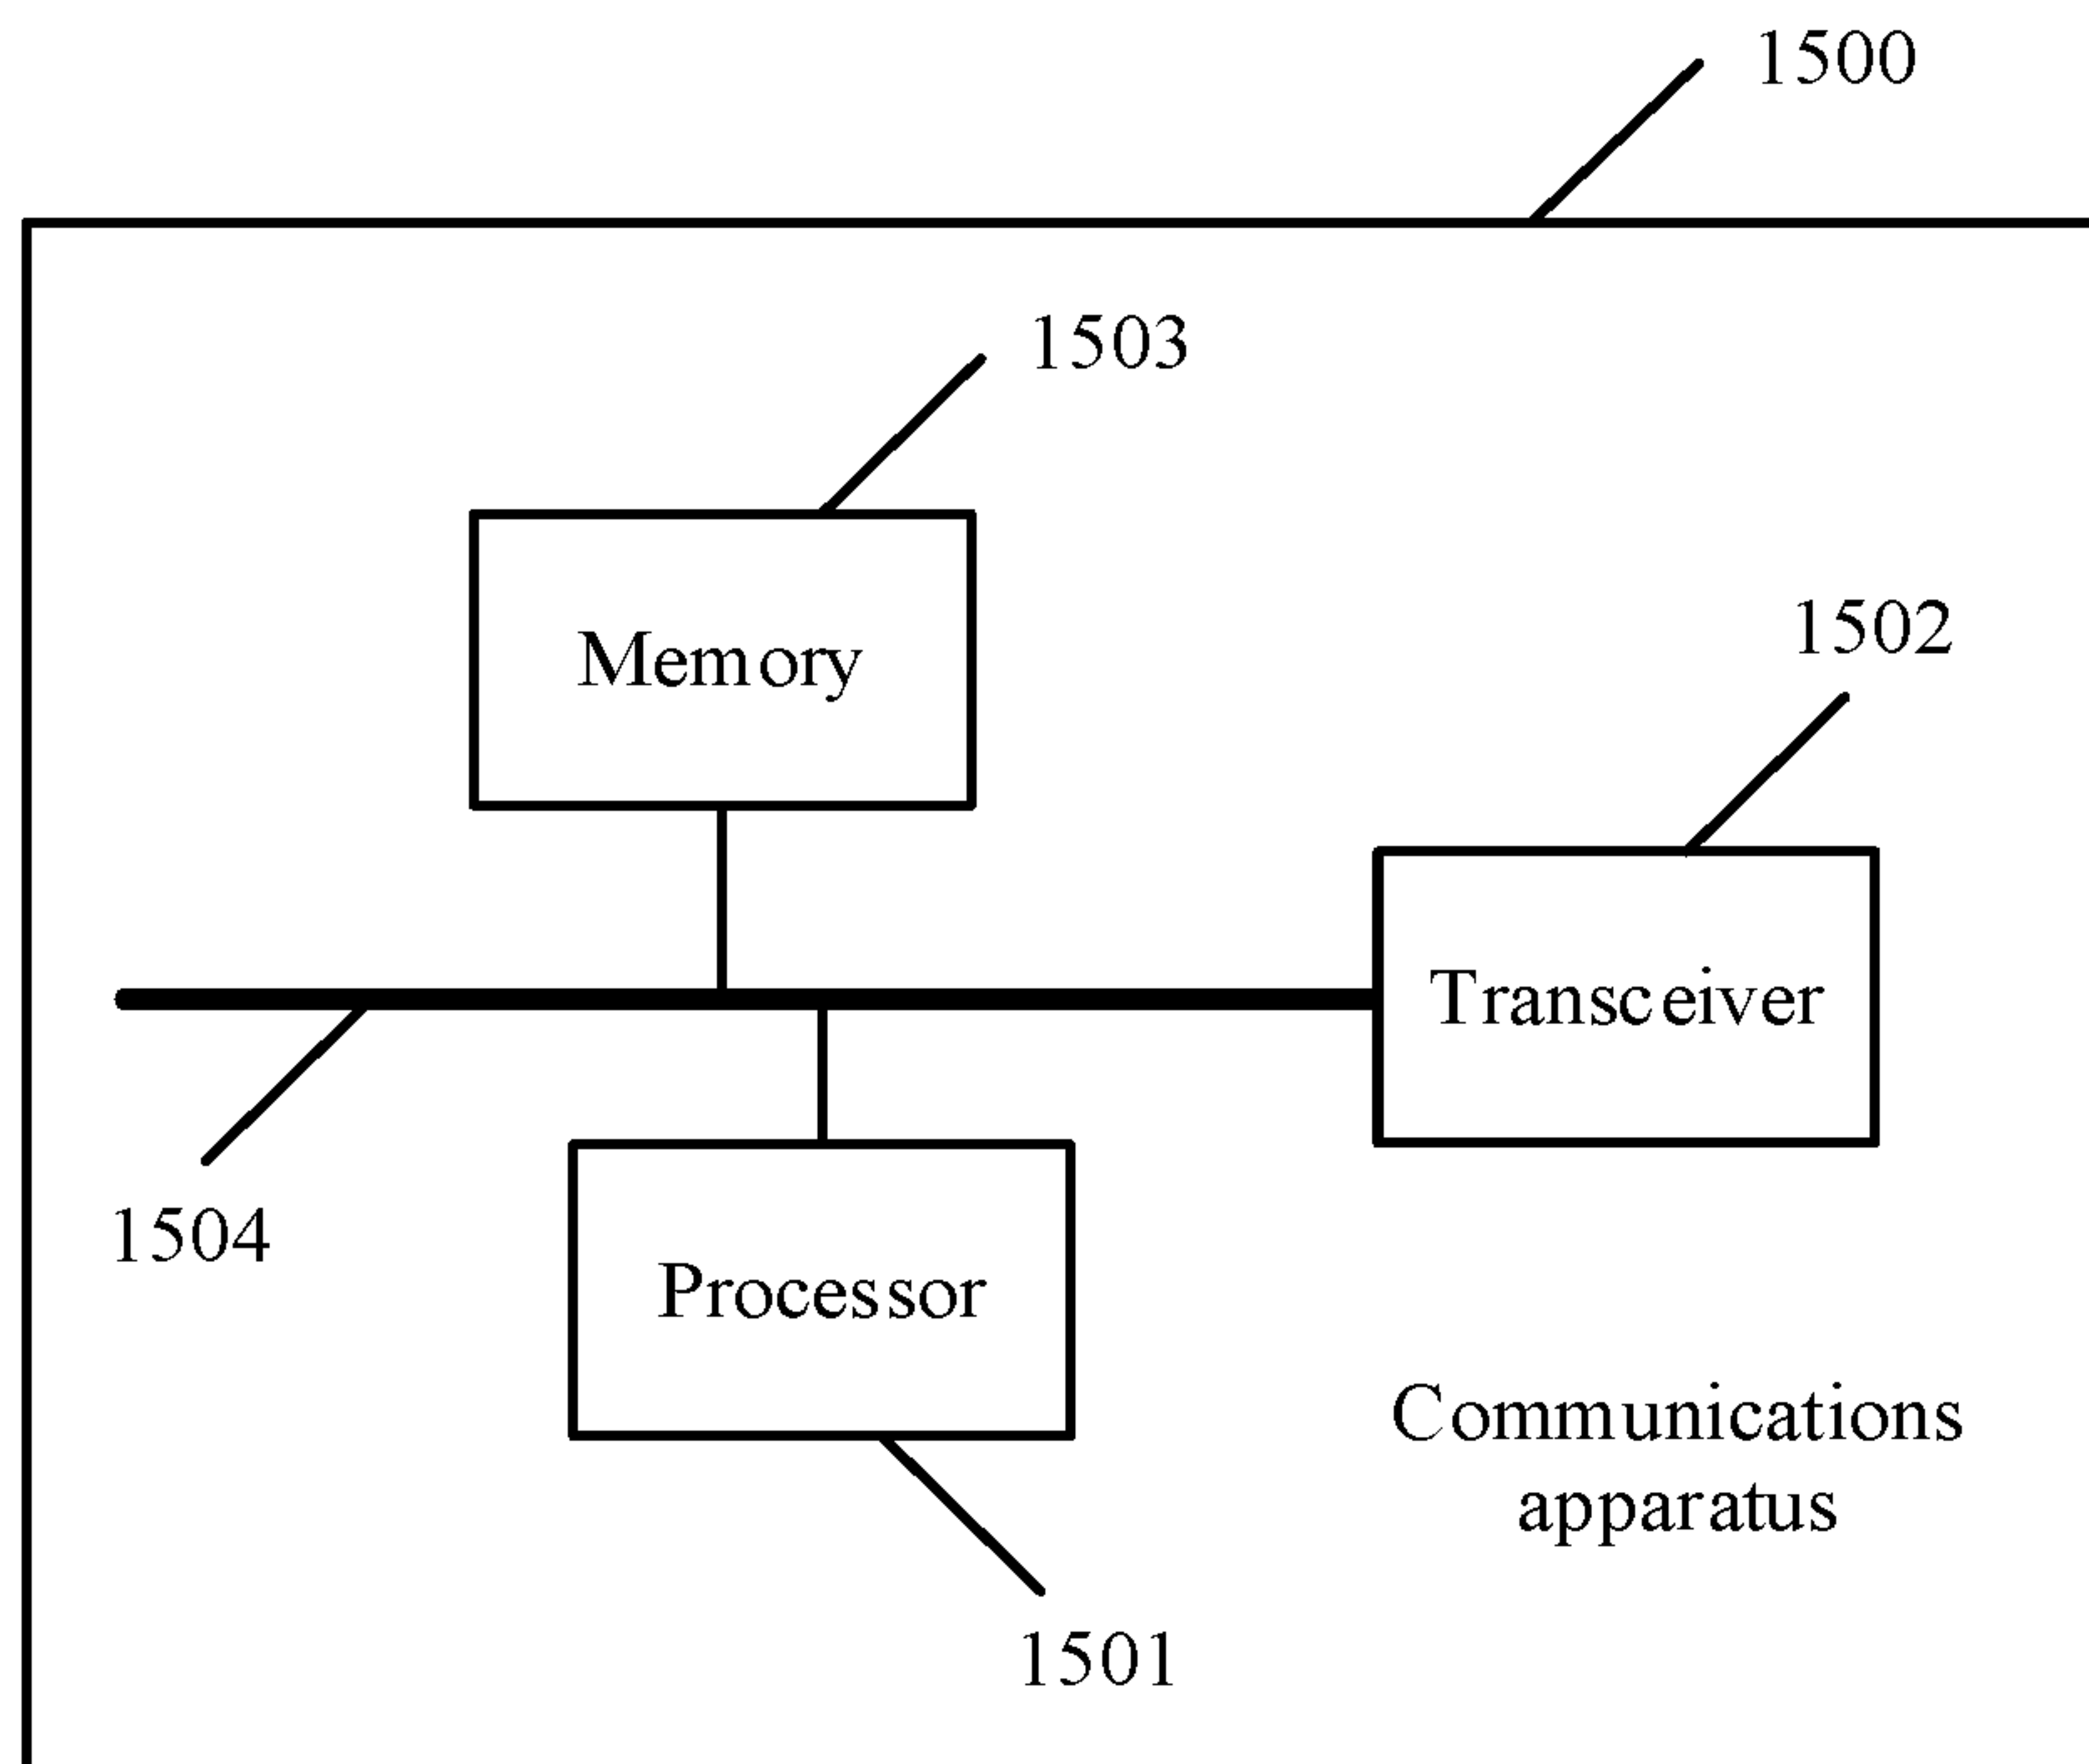 1500
1503
Memory
1502
Transceiver
1504
Processor
Communications
apparatus
1501